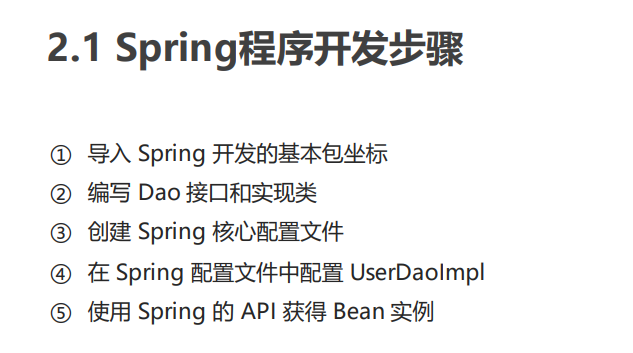 2.1 Spring程序开发步骤
① 导入 Spring 开发的基本包坐标
② 编写 Dao 接口和实现类
③ 创建 Spring 核心配置文件
④ 在 Spring 配置文件中配置 UserDaoImpl
⑤ 使用 Spring 的 API 获得 Bean 实例